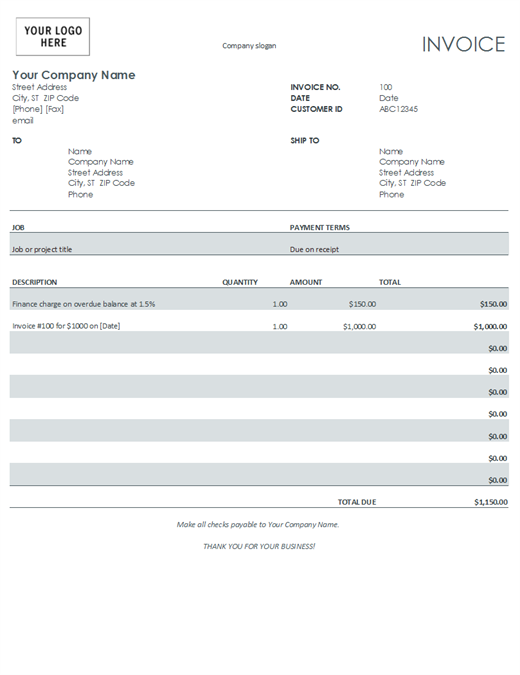 YOUR LOGO
HERE
Company slogan
INVOICE
Your Company Name
Street Address
City, ST  ZIP Code
[Phone] [Fax]
email
INVOICE NO. 100
DATE Date
CUSTOMER ID ABC12345
TO
Name
Company Name
Street Address
City, ST  ZIP Code
Phone
SHIP TO
Name
Company Name
Street Address
City, ST  ZIP Code
Phone
JOB PAYMENT TERMS
Job or project title Due on receipt
DESCRIPTION QUANTITY AMOUNT TOTAL
Finance charge on overdue balance at 1.5% 1.00 $150.00 $150.00
Invoice #100 for $1000 on [Date] 1.00 $1,000.00 $1,000.00
$0.00
$0.00
$0.00
$0.00
$0.00
$0.00
$0.00
TOTAL DUE $1,150.00
Make all checks payable to Your Company Name.
THANK YOU FOR YOUR BUSINESS!